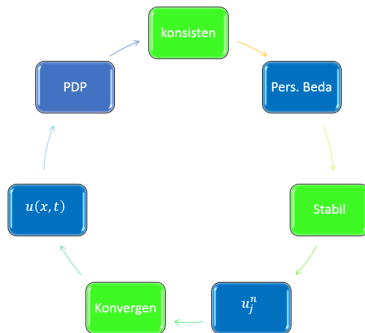 konsisten
Pers. Beda
Stabil
$u_j^n$
Konvergen
$u(x,t)$
PDP